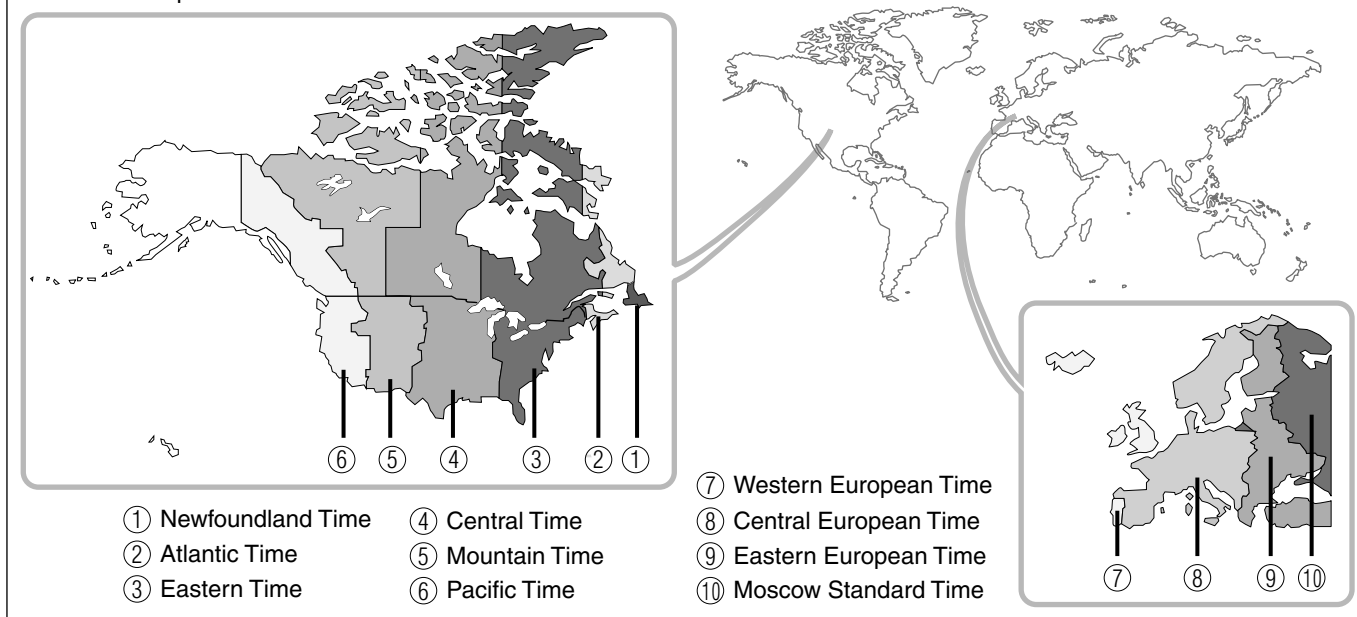 ⑥ ⑤ ④ ③ ② ①
① Newfoundland Time
② Atlantic Time
③ Eastern Time
④ Central Time
⑤ Mountain Time
⑥ Pacific Time
⑦ Western European Time
⑧ Central European Time
⑨ Eastern European Time
⑩ Moscow Standard Time
⑦ ⑧ ⑨ ⑩